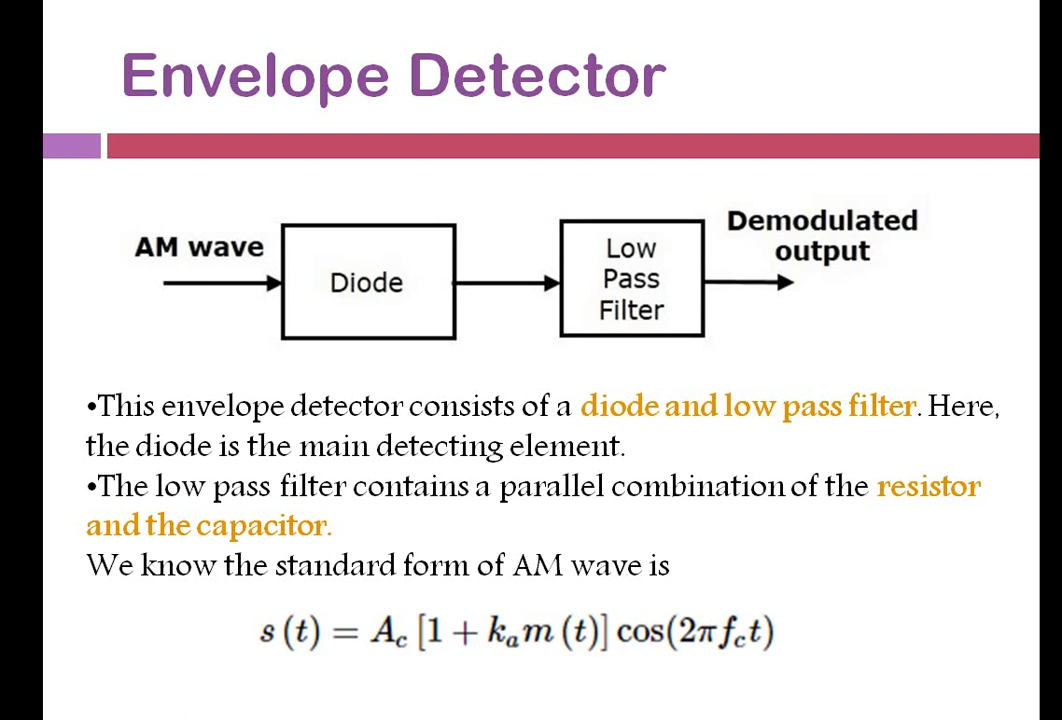 Envelope Detector
AM wave
Diode
Low
Pass
Filter
Demodulated
output
•This envelope detector consists of a diode and low pass filter. Here,
the diode is the main detecting element.
•The low pass filter contains a parallel combination of the resistor
and the capacitor.
We know the standard form of AM wave is
s (t) = A_c [1 + k_a m (t)] cos(2πf_c t)